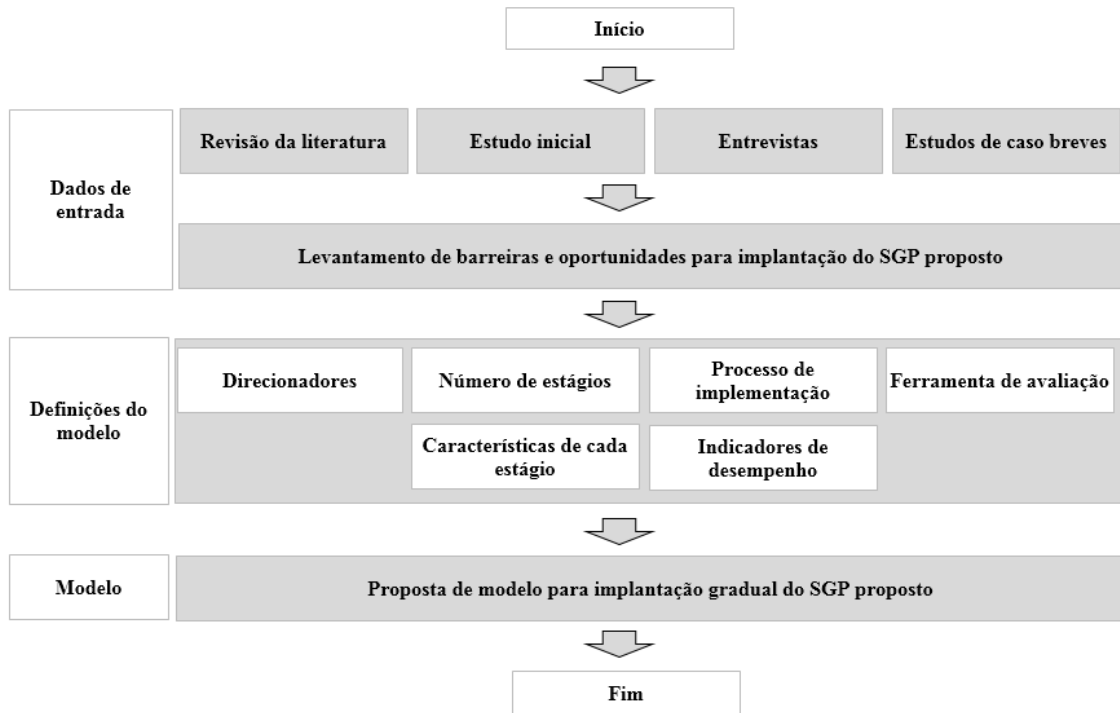 Início
Dados de
entrada
Revisão da literatura
Estudo inicial
Entrevistas
Estudos de caso breves
Levantamento de barreiras e oportunidades para implantação do SGP proposto
Definições do
modelo
Direcionadores
Número de estágios
Processo de
implementação
Ferramenta de avaliação
Características de cada
estágio
Indicadores de
desempenho
Modelo
Proposta de modelo para implantação gradual do SGP proposto
Fim